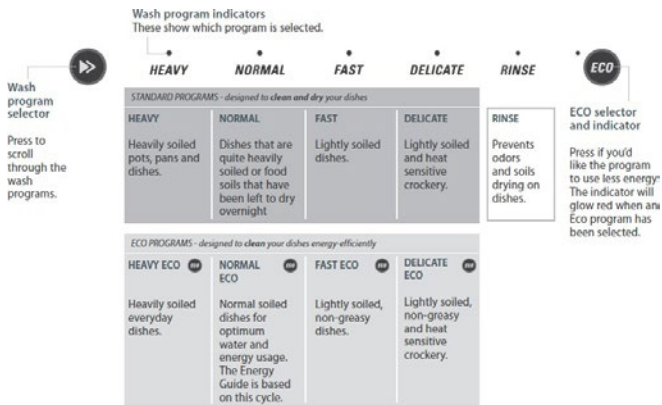 Wash program indicators
These show which program is selected.
HEAVY NORMAL FAST DELICATE RINSE ECO
Wash
program
selector
Press to
scroll
through the
wash
programs.
STANDARD PROGRAMS - designed to clean and dry your dishes
HEAVY
Heavily soiled
pots, pans and
dishes.
NORMAL
Dishes that are
quite heavily
soiled or food
soils that have
been left to dry
overnight
FAST
Lightly soiled
dishes.
DELICATE
Lightly soiled
and heat
sensitive
crockery.
RINSE
Prevents
odors
and soils
drying on
dishes.
ECO selector
and indicator
Press if you'd
like the program
to use less energy
The indicator will
glow red when an
Eco program has
been selected.
ECO PROGRAMS - designed to clean your dishes energy-efficiently
HEAVY ECO
Heavily soiled
everyday
dishes.
NORMAL
ECO
Normal soiled
dishes for
optimum
water and
energy usage.
The Energy
Guide is based
on this cycle.
FAST ECO
Lightly soiled,
non-greasy
dishes.
DELICATE
ECO
Lightly soiled,
non-greasy
and heat
sensitive
crockery.